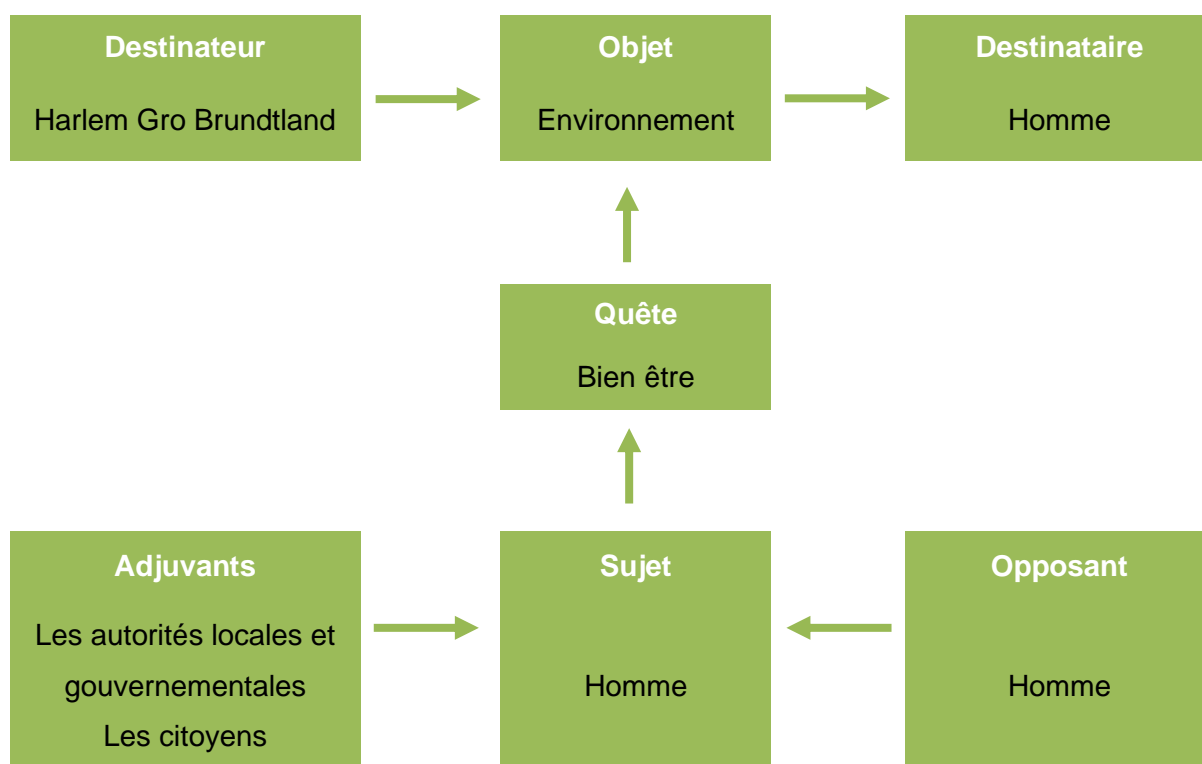 Destinateur
Harlem Gro Brundtland
Objet
Environnement
Destinataire
Homme
Quête
Bien être
Adjuvants
Les autorités locales et
gouvernementales
Les citoyens
Sujet
Homme
Opposant
Homme